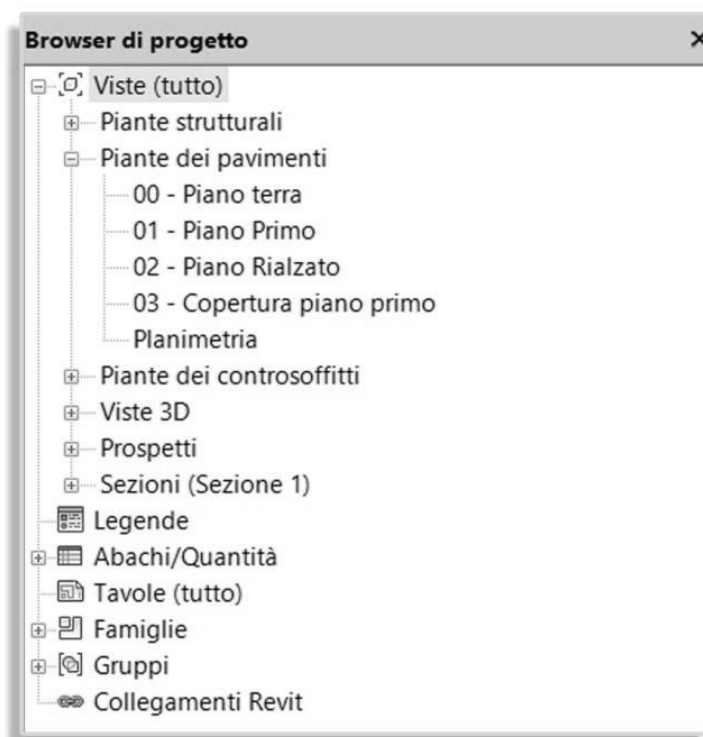 Browser di progetto
Viste (tutto)
Piante strutturali
Piante dei pavimenti
00 - Piano terra
01 - Piano Primo
02 - Piano Rialzato
03 - Copertura piano primo
Planimetria
Piante dei controsoffitti
Viste 3D
Prospetti
Sezioni (Sezione 1)
Legende
Abachi/Quantità
Tavole (tutto)
Famiglie
Gruppi
Collegamenti Revit